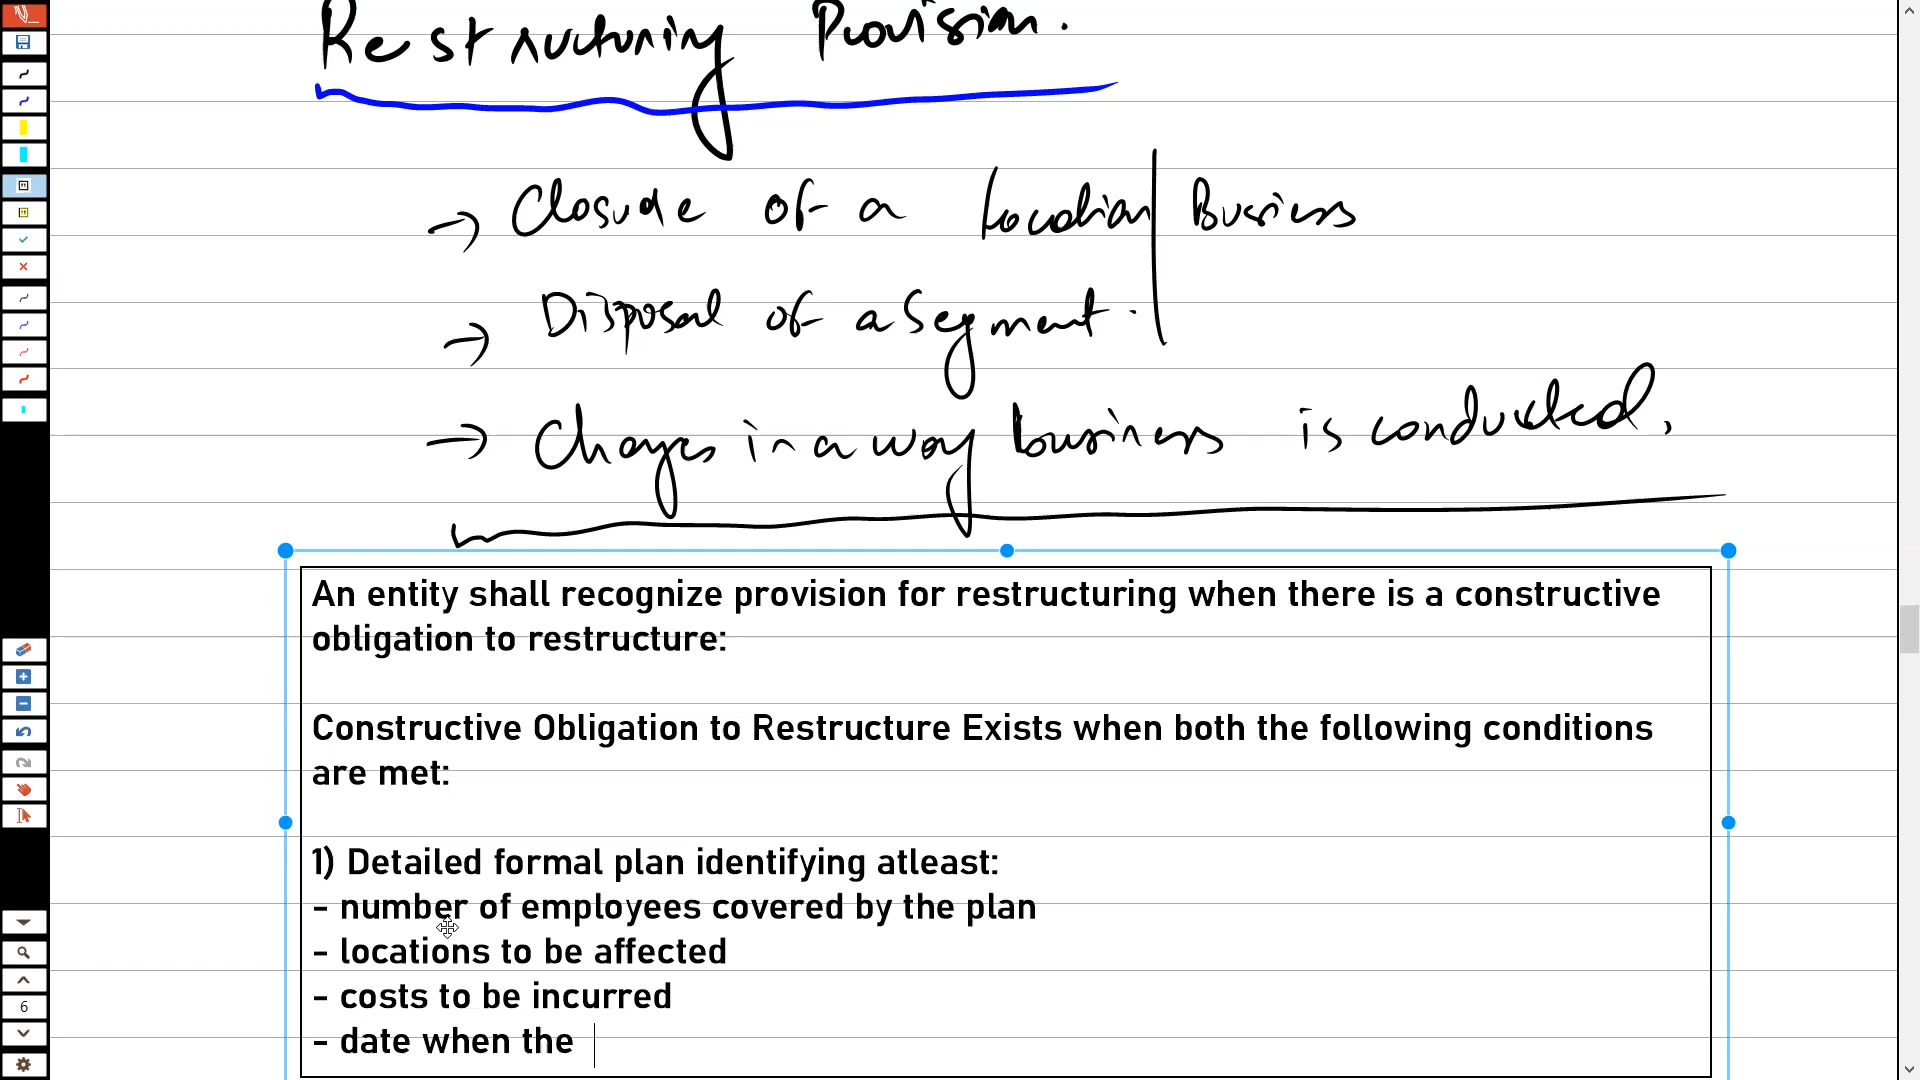 Restructuring Provision.
→ Closure of a Location | Business
→ Disposal of a Segment.
→ Changes in a way business is conducted.
An entity shall recognize provision for restructuring when there is a constructive
obligation to restructure:
Constructive Obligation to Restructure Exists when both the following conditions
are met:
1) Detailed formal plan identifying atleast:
- number of employees covered by the plan
- locations to be affected
- costs to be incurred
- date when the
6